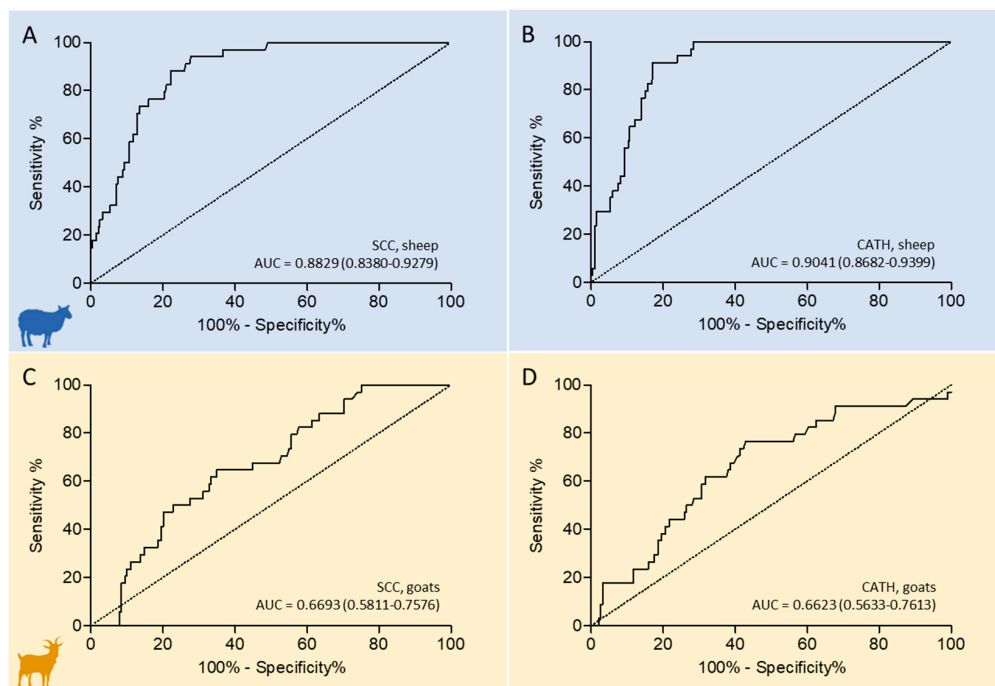 A
100
80
60
40
20
0
Sensitivity %
SCC, sheep
AUC = 0.8829 (0.8380-0.9279)
0 20 40 60 80 100
100% - Specificity%
B
100
80
60
40
20
0
Sensitivity %
CATH, sheep
AUC = 0.9041 (0.8682-0.9399)
0 20 40 60 80 100
100% - Specificity%
C
100
80
60
40
20
0
Sensitivity %
SCC, goats
AUC = 0.6693 (0.5811-0.7576)
0 20 40 60 80 100
100% - Specificity%
D
100
80
60
40
20
0
Sensitivity %
CATH, goats
AUC = 0.6623 (0.5633-0.7613)
0 20 40 60 80 100
100% - Specificity%